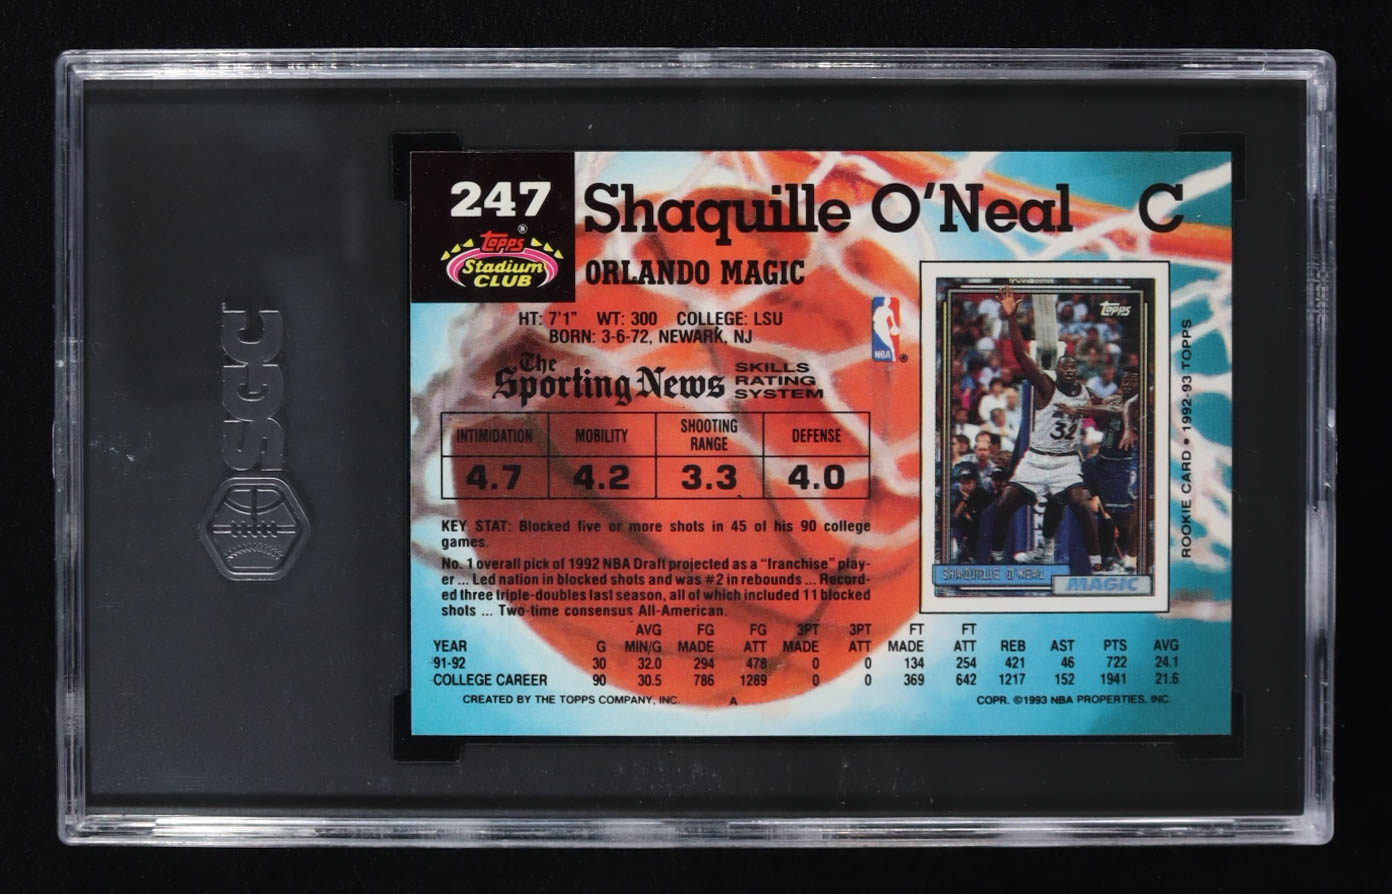 SGC
247
Topps®
Stadium
CLUB
Shaquille O'Neal C
ORLANDO MAGIC
HT: 7'1" WT: 300 COLLEGE: LSU
BORN: 3-6-72, NEWARK, NJ
NBA ®
The
Sporting News
SKILLS
RATING
SYSTEM
INTIMIDATION MOBILITY SHOOTING RANGE DEFENSE
4.7 4.2 3.3 4.0
KEY STAT: Blocked five or more shots in 45 of his 90 college
games.
No. 1 overall pick of 1992 NBA Draft projected as a "franchise" play-
er ... Led nation in blocked shots and was #2 in rebounds ... Record-
ed three triple-doubles last season, all of which included 11 blocked
shots ... Two-time consensus All-American.
Topps
32
SHAQUILLE O'NEAL
MAGIC
ROOKIE CARD • 1992-93 TOPPS
AVG FG FG 3PT 3PT FT FT
YEAR G MIN/G MADE ATT MADE ATT MADE ATT REB AST PTS AVG
91-92 30 32.0 294 478 0 0 134 254 421 46 722 24.1
COLLEGE CAREER 90 30.5 786 1289 0 0 369 642 1217 152 1941 21.6
CREATED BY THE TOPPS COMPANY, INC. A COPR. ©1993 NBA PROPERTIES, INC.